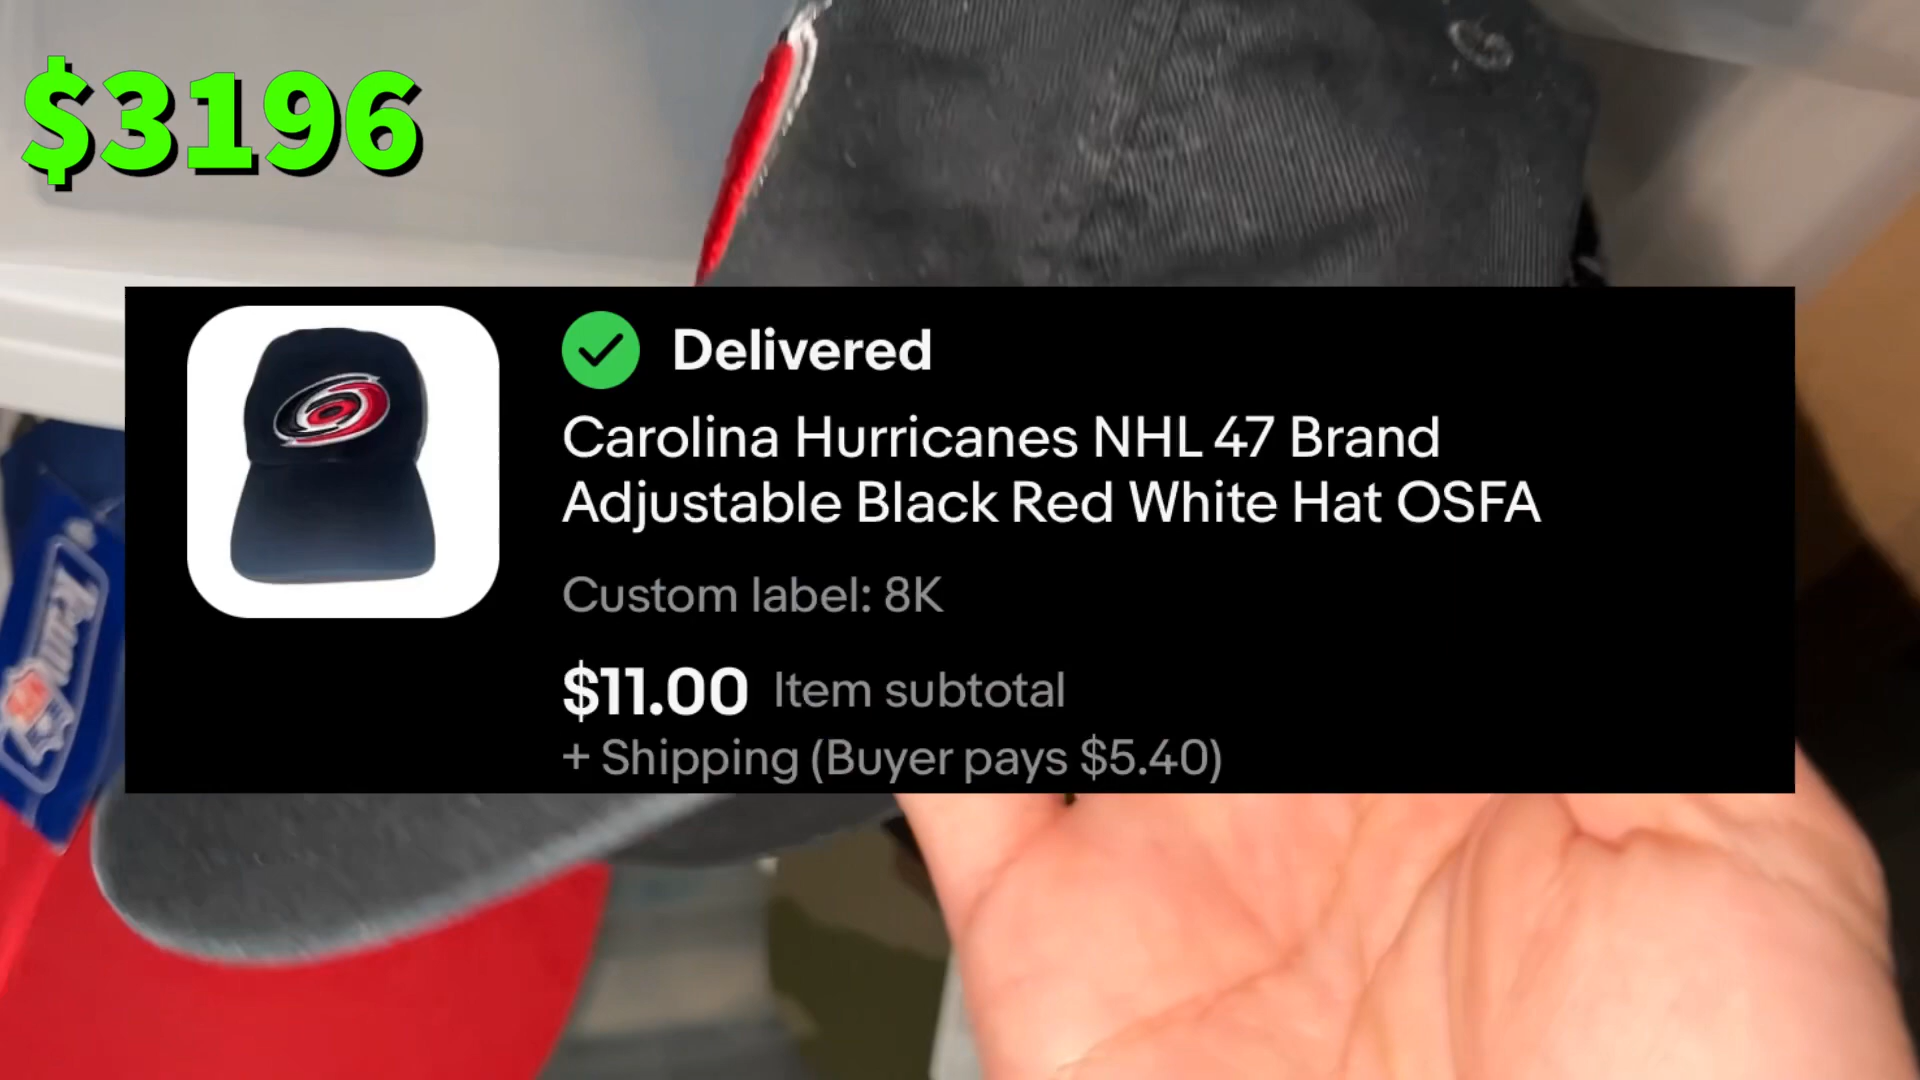 $3196
Delivered
Carolina Hurricanes NHL 47 Brand
Adjustable Black Red White Hat OSFA
Custom label: 8K
$11.00 Item subtotal
+ Shipping (Buyer pays $5.40)